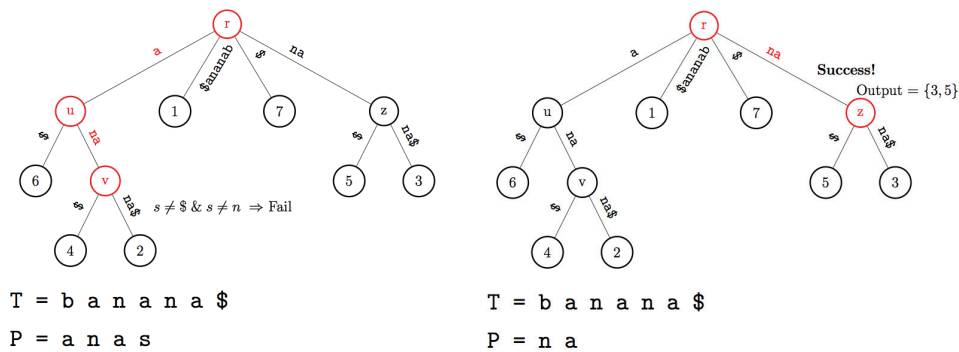 r
a
$ananab
$
na
u
1
7
z
$
na
$
na$
6
v
5
3
$
na$
s ≠ $ & s ≠ n ⇒ Fail
4
2
T = b a n a n a $
P = a n a s
r
a
$ananab
$
na
Success!
Output = {3, 5}
u
1
7
z
$
na
$
na$
6
v
5
3
$
na$
4
2
T = b a n a n a $
P = n a